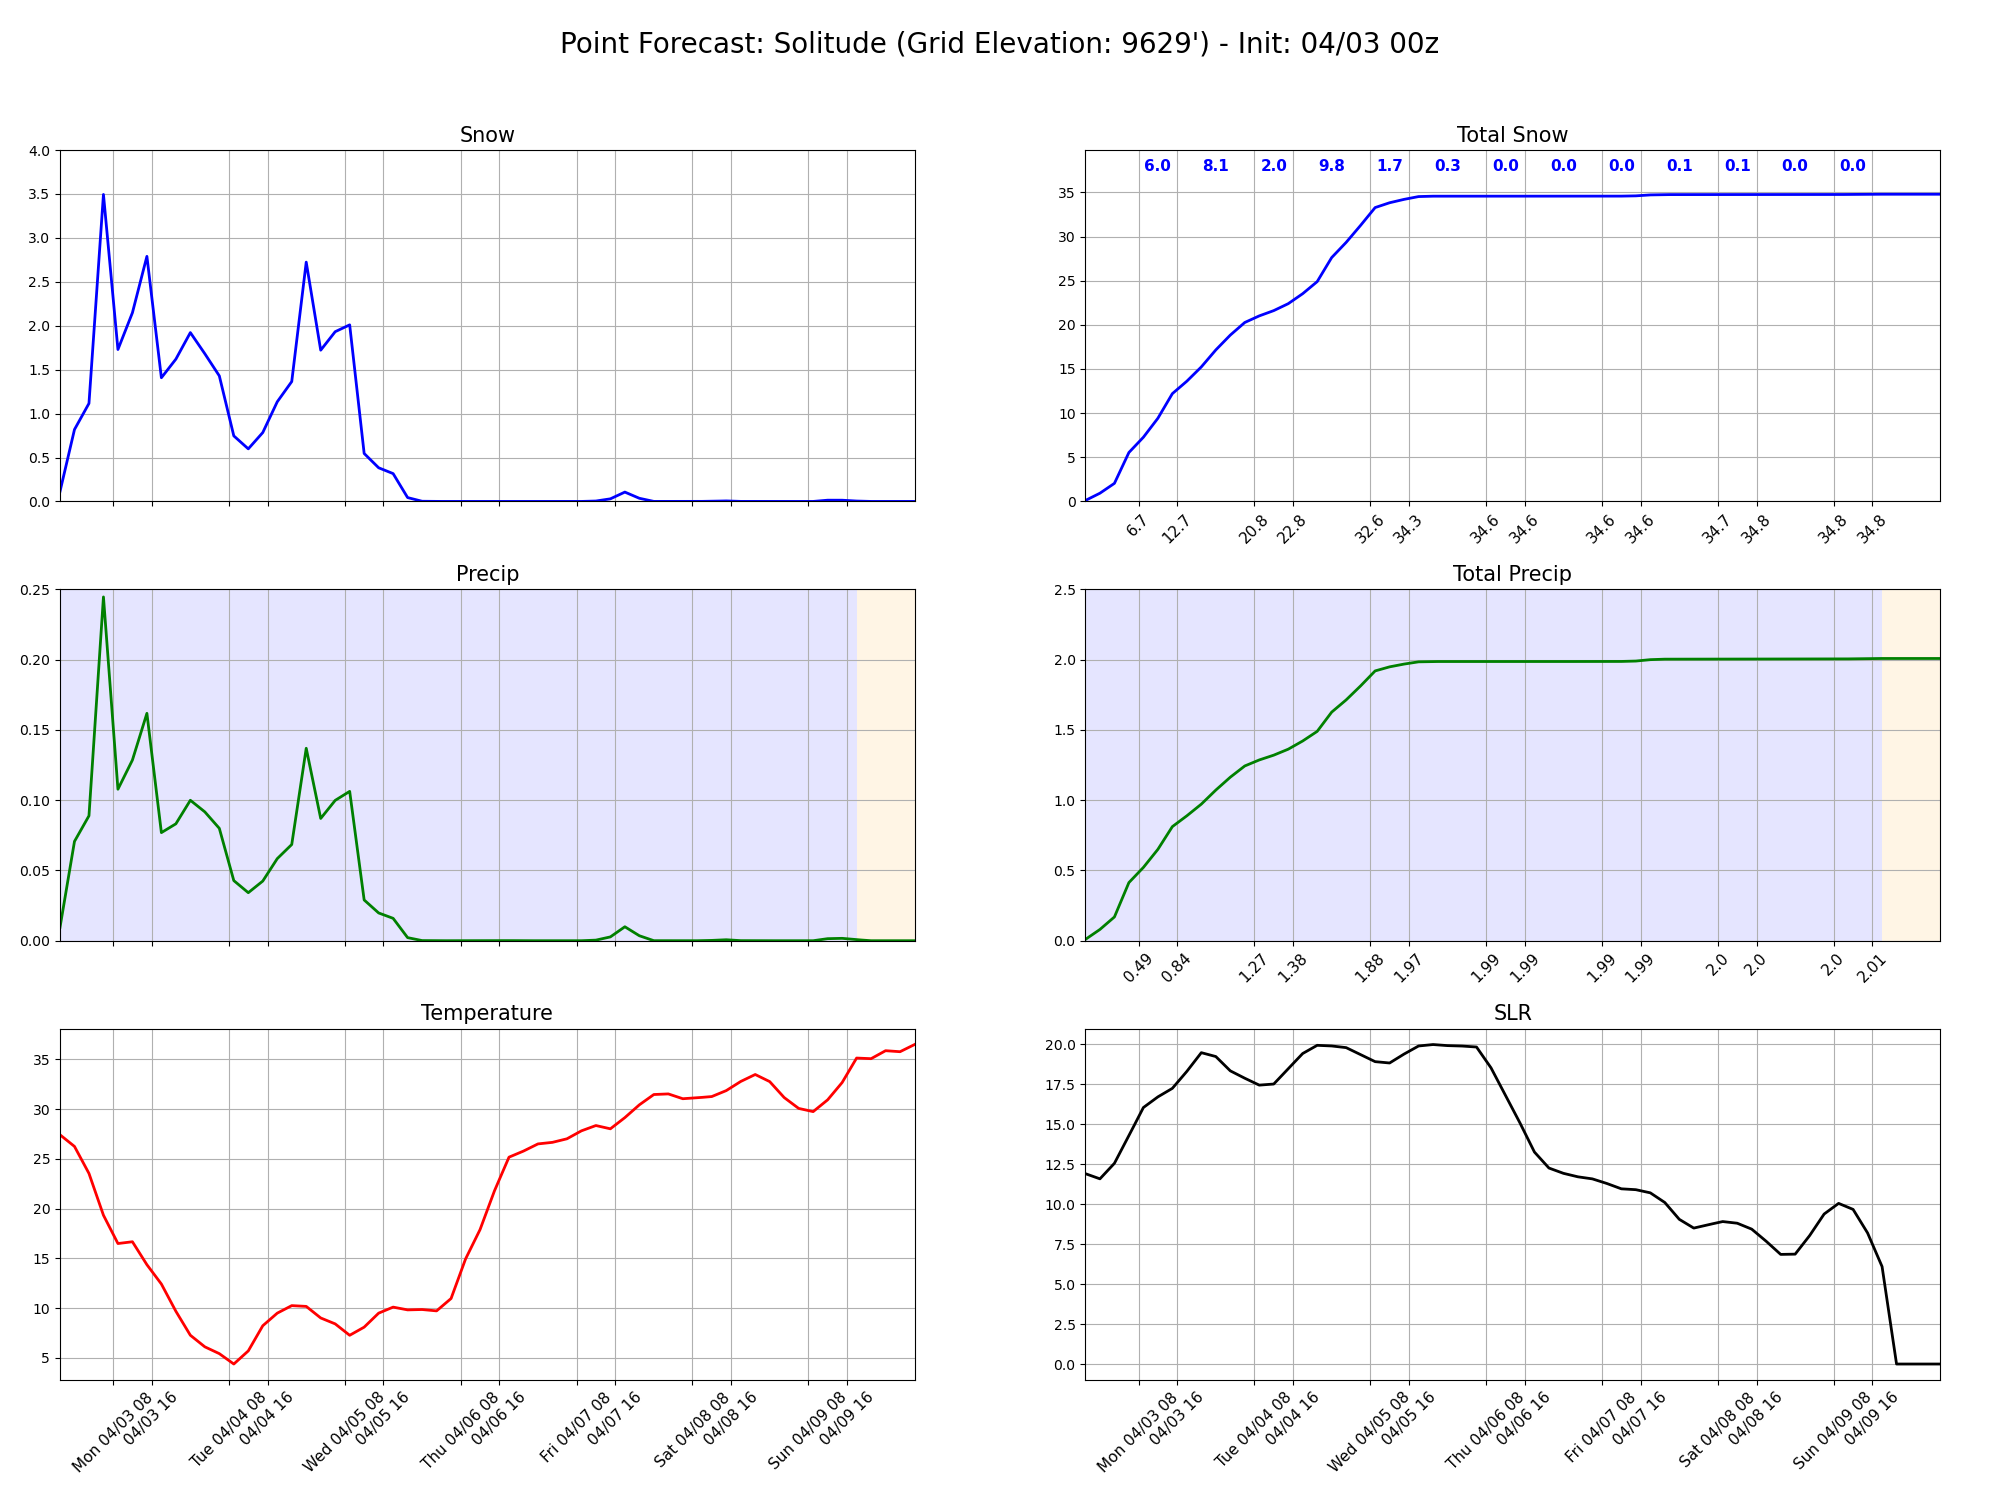 Point Forecast: Solitude (Grid Elevation: 9629') - Init: 04/03 00z
Snow
4.0
3.5
3.0
2.5
2.0
1.5
1.0
0.5
0.0
Total Snow
6.0 8.1 2.0 9.8 1.7 0.3 0.0 0.0 0.0 0.1 0.1 0.0 0.0
35
30
25
20
15
10
5
0
6.7 12.7 20.8 22.8 32.6 34.3 34.6 34.6 34.6 34.6 34.7 34.8 34.8 34.8
Precip
0.25
0.20
0.15
0.10
0.05
0.00
Total Precip
2.5
2.0
1.5
1.0
0.5
0.0
0.49 0.84 1.27 1.38 1.88 1.97 1.99 1.99 1.99 1.99 2.0 2.0 2.0 2.01
Temperature
35
30
25
20
15
10
5
Mon 04/03 08
04/03 16
Tue 04/04 08
04/04 16
Wed 04/05 08
04/05 16
Thu 04/06 08
04/06 16
Fri 04/07 08
04/07 16
Sat 04/08 08
04/08 16
Sun 04/09 08
04/09 16
SLR
20.0
17.5
15.0
12.5
10.0
7.5
5.0
2.5
0.0
Mon 04/03 08
04/03 16
Tue 04/04 08
04/04 16
Wed 04/05 08
04/05 16
Thu 04/06 08
04/06 16
Fri 04/07 08
04/07 16
Sat 04/08 08
04/08 16
Sun 04/09 08
04/09 16